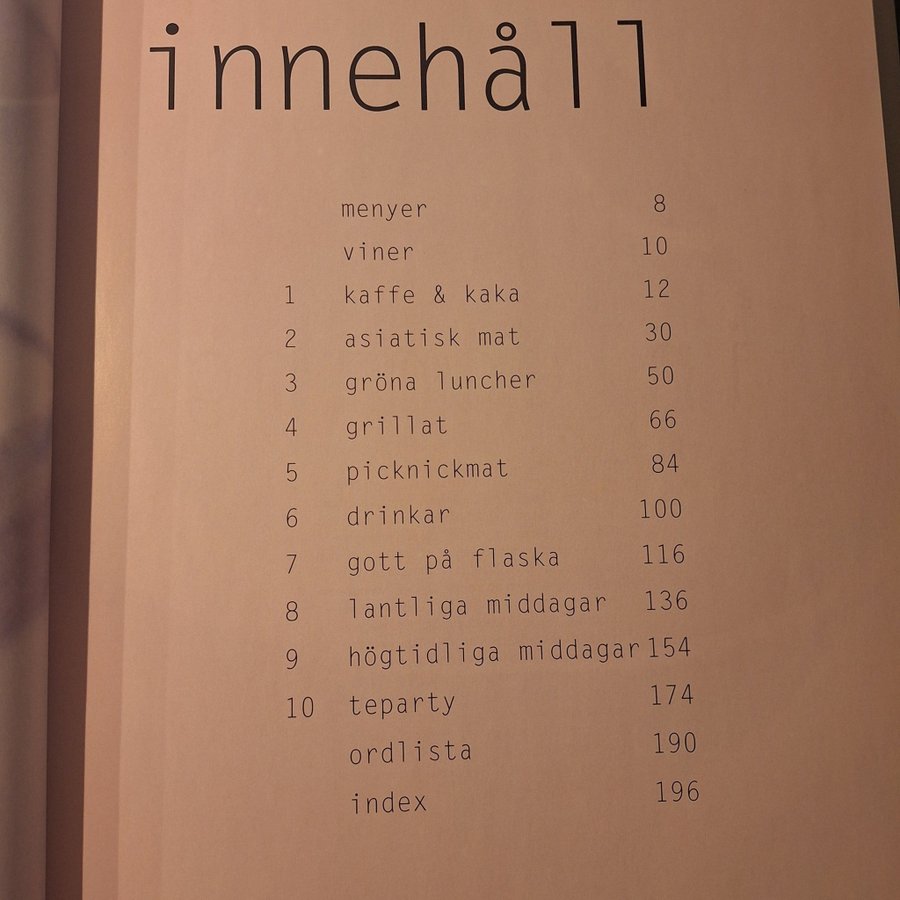 innehåll
menyer 8
viner 10
1 kaffe & kaka 12
2 asiatisk mat 30
3 gröna luncher 50
4 grillat 66
5 picknickmat 84
6 drinkar 100
7 gott på flaska 116
8 lantliga middagar 136
9 högtidliga middagar 154
10 teparty 174
ordlista 190
index 196